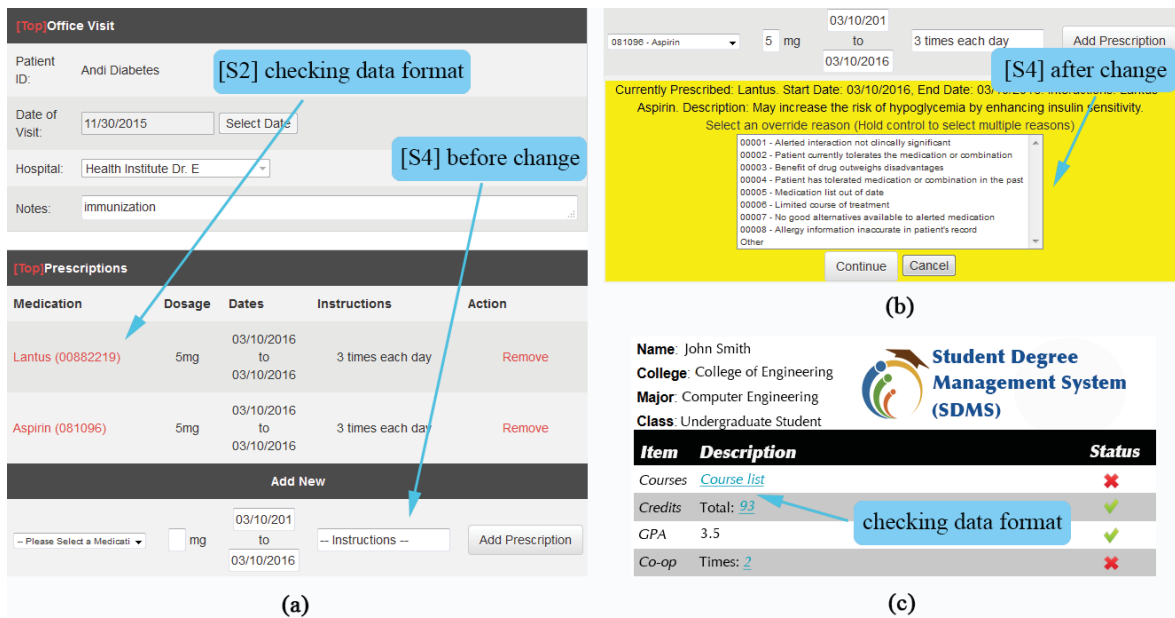 [Top]Office Visit
Patient ID:
Andi Diabetes
[S2] checking data format
Date of Visit:
11/30/2015
Select Date
[S4] before change
Hospital:
Health Institute Dr. E
Notes:
immunization
[Top]Prescriptions
Medication Dosage Dates Instructions Action
Lantus (00882219) 5mg 03/10/2016 to 03/10/2016 3 times each day Remove
Aspirin (081096) 5mg 03/10/2016 to 03/10/2016 3 times each day Remove
Add New
-- Please Select a Medicati
mg
03/10/201
to
03/10/2016
-- Instructions --
Add Prescription
(a)
081096 - Aspirin
5 mg
03/10/201
to
03/10/2016
3 times each day
Add Prescription
[S4] after change
Currently Prescribed: Lantus. Start Date: 03/10/2016, End Date:
Aspirin. Description: May increase the risk of hypoglycemia by enhancing insulin sensitivity.
Select an override reason (Hold control to select multiple reasons)
00001 - Alerted interaction not clincally significant
00002 - Patient currently tolerates the medication or combination
00003 - Benefit of drug outweighs disadvantages
00004 - Patient has tolerated medication or combination in the past
00005 - Medication list out of date
00006 - Limited course of treatment
00007 - No good alternatives available to alerted medication
00008 - Allergy information inaccurate in patient's record
Other
Continue
Cancel
(b)
Name: John Smith
College: College of Engineering
Major: Computer Engineering
Class: Undergraduate Student
Student Degree
Management System
(SDMS)
Item Description Status
Courses Course list
Credits Total: 93
checking data format
GPA 3.5
Co-op Times: 2
(c)